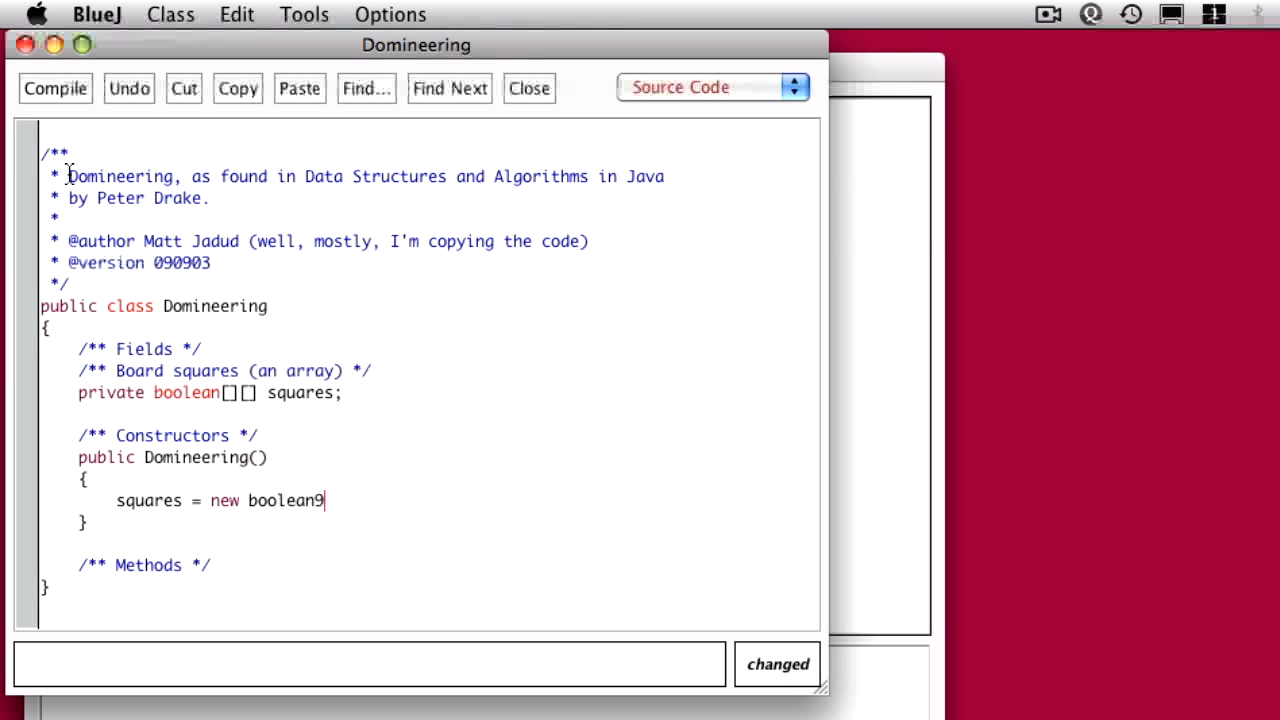 BlueJ Class Edit Tools Options
Domineering
Compile Undo Cut Copy Paste Find... Find Next Close Source Code
/**
 * Domineering, as found in Data Structures and Algorithms in Java
 * by Peter Drake.
 *
 * @author Matt Jadud (well, mostly, I'm copying the code)
 * @version 090903
 */
public class Domineering
{
    /** Fields */
    /** Board squares (an array) */
    private boolean[][] squares;
    /** Constructors */
    public Domineering()
    {
        squares = new boolean9
    }
    /** Methods */
}
changed